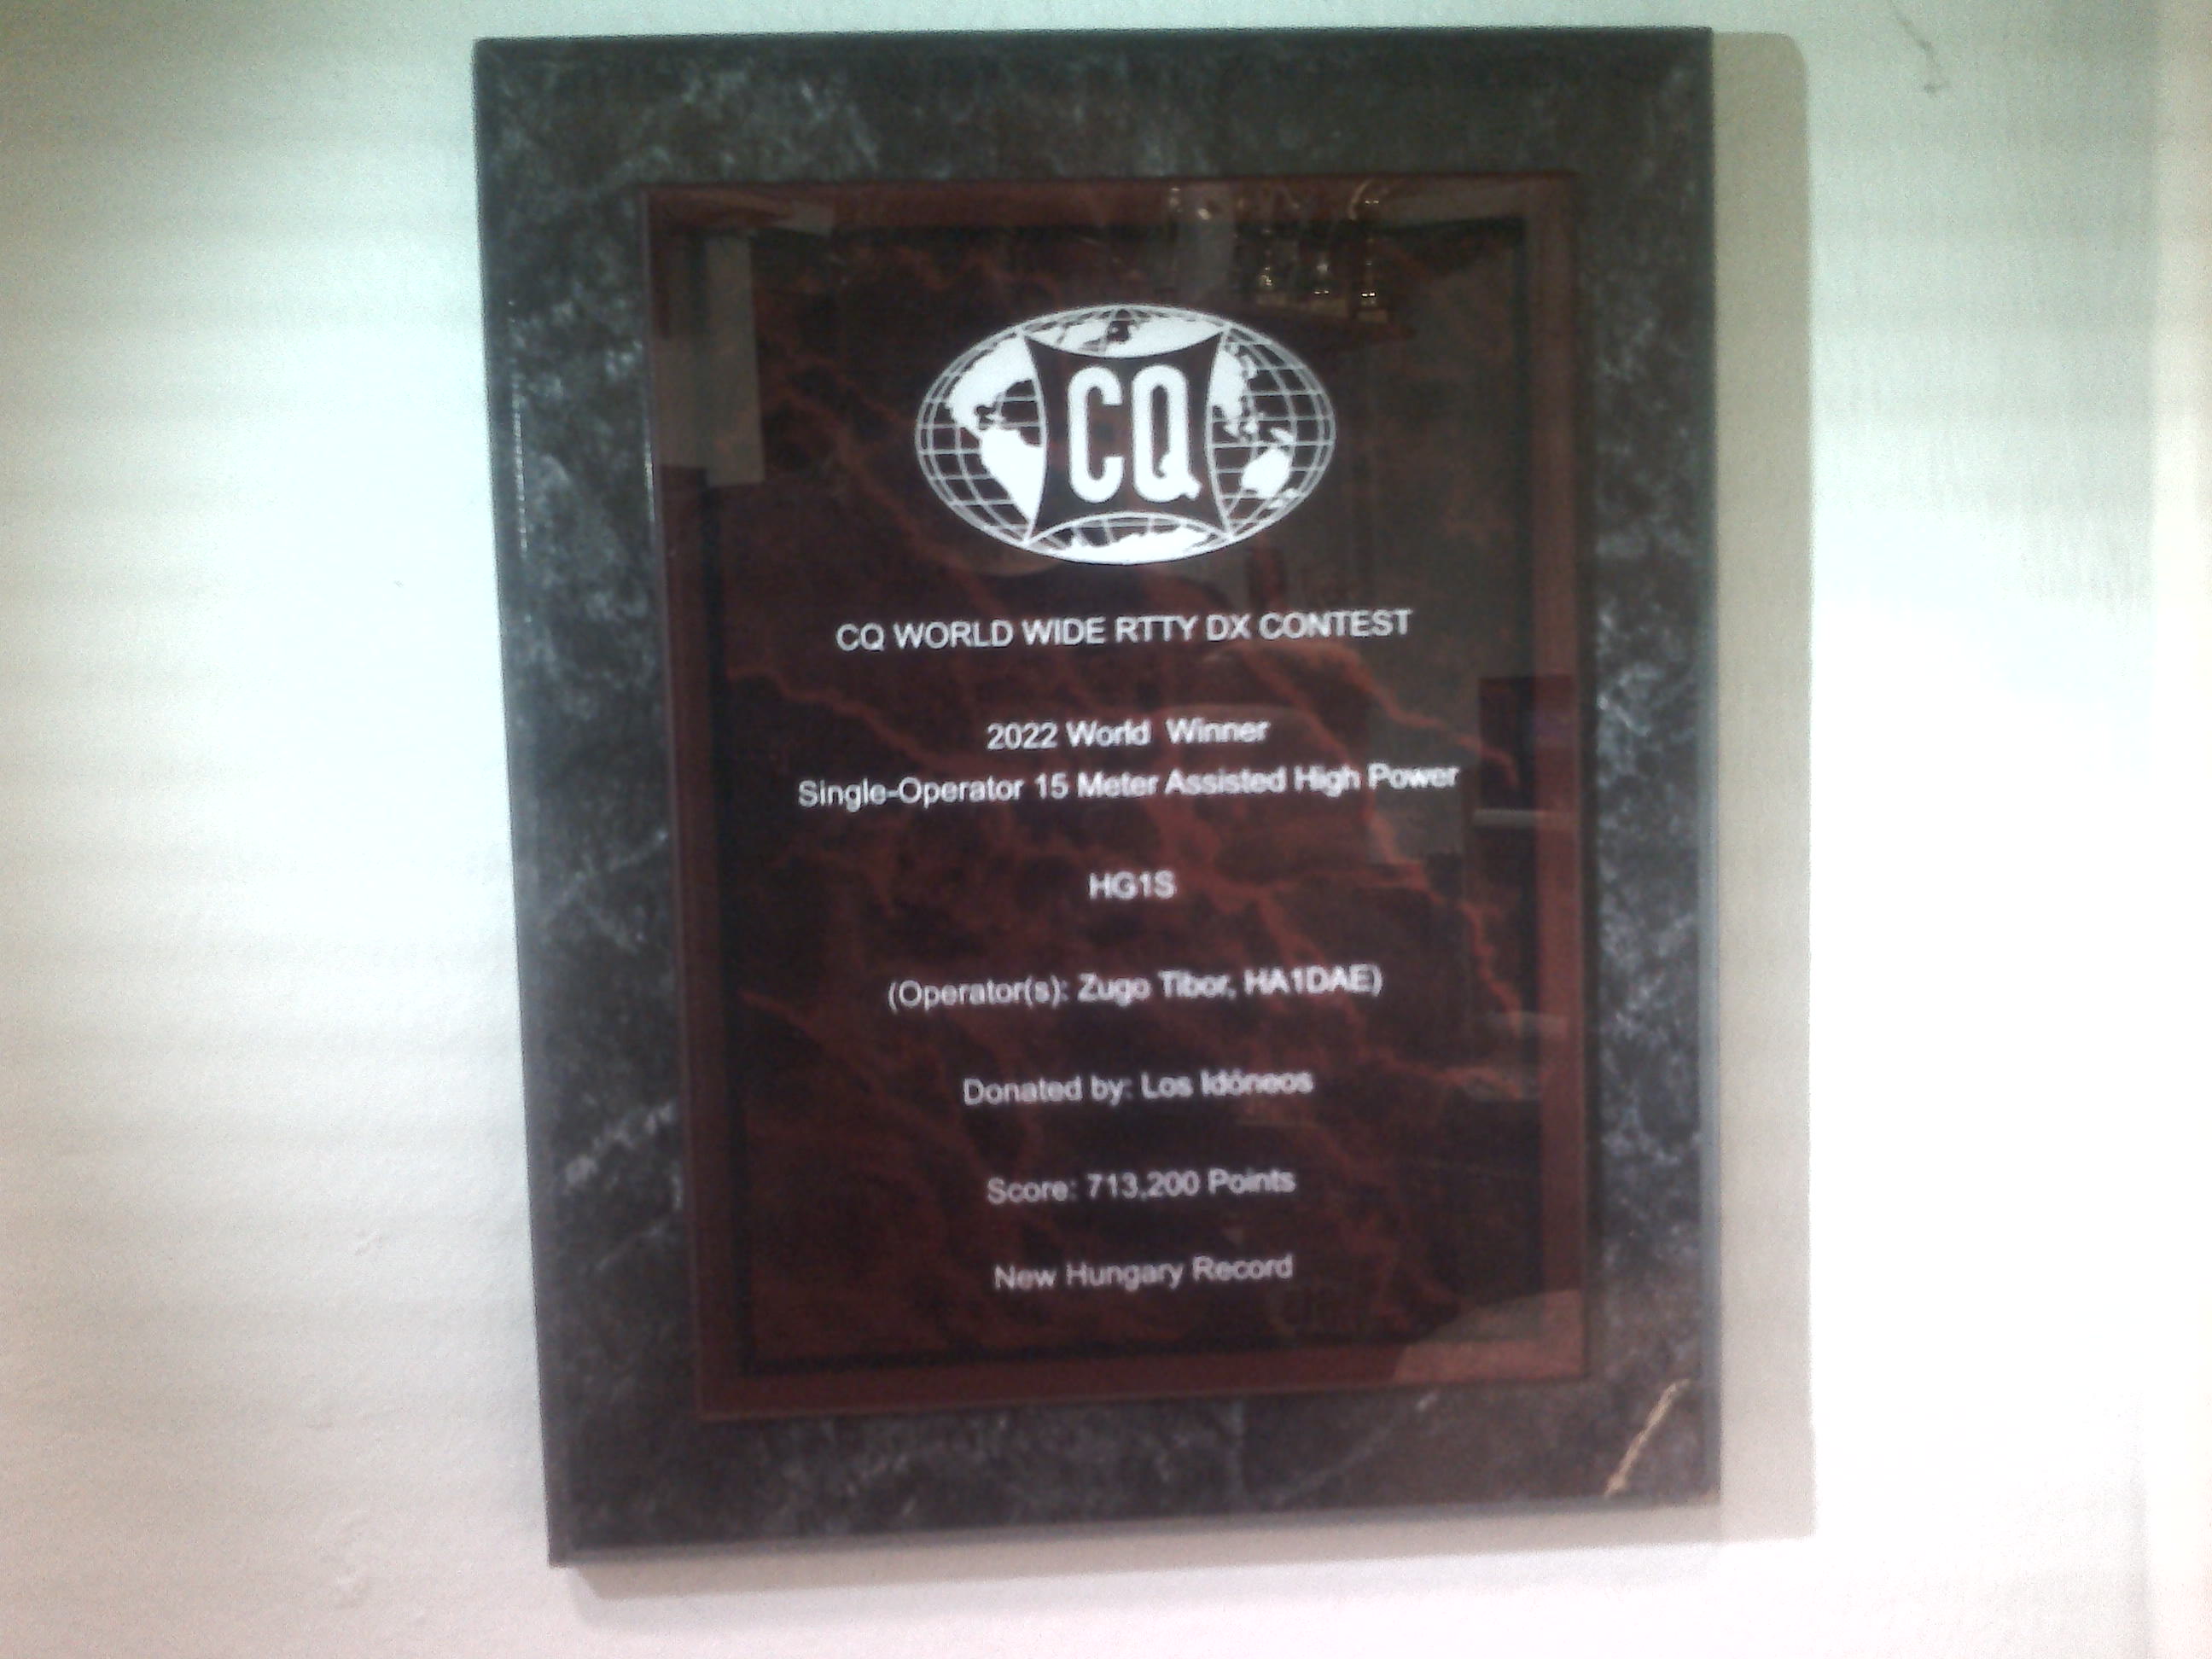 CQ
CQ WORLD WIDE RTTY DX CONTEST
2022 World Winner
Single-Operator 15 Meter Assisted High Power
HG1S
(Operator(s): Zugo Tibor, HA1DAE)
Donated by: Los Idóneos
Score: 713,200 Points
New Hungary Record